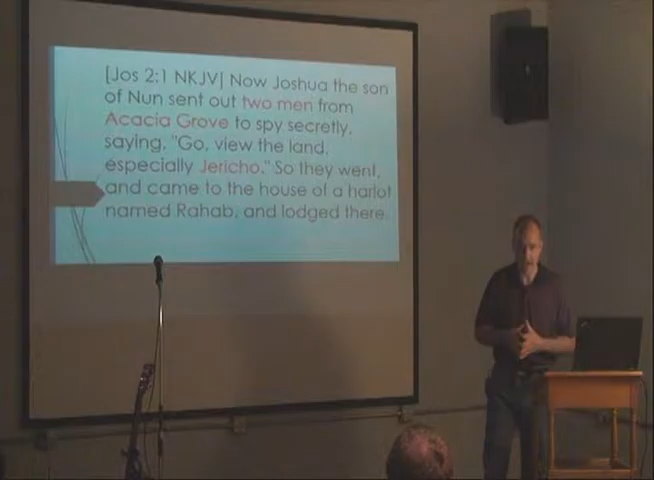 [Jos 2:1 NKJV] Now Joshua the son
of Nun sent out two men from
Acacia Grove to spy secretly,
saying, "Go, view the land,
especially Jericho." So they went,
and came to the house of a harlot
named Rahab, and lodged there.